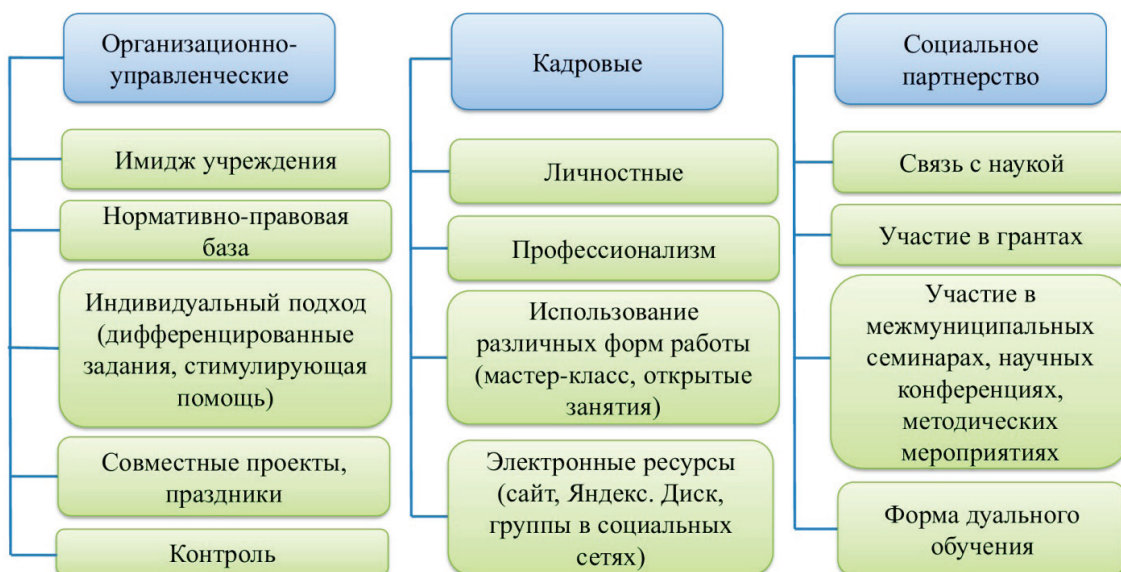 Организационно-
управленческие
Имидж учреждения
Нормативно-правовая
база
Индивидуальный подход
(дифференцированные
задания, стимулирующая
помощь)
Совместные проекты,
праздники
Контроль
Кадровые
Личностные
Профессионализм
Использование
различных форм работы
(мастер-класс, открытые
занятия)
Электронные ресурсы
(сайт, Яндекс. Диск,
группы в социальных
сетях)
Социальное
партнерство
Связь с наукой
Участие в грантах
Участие в
межмуниципальных
семинарах, научных
конференциях,
методических
мероприятиях
Форма дуального
обучения